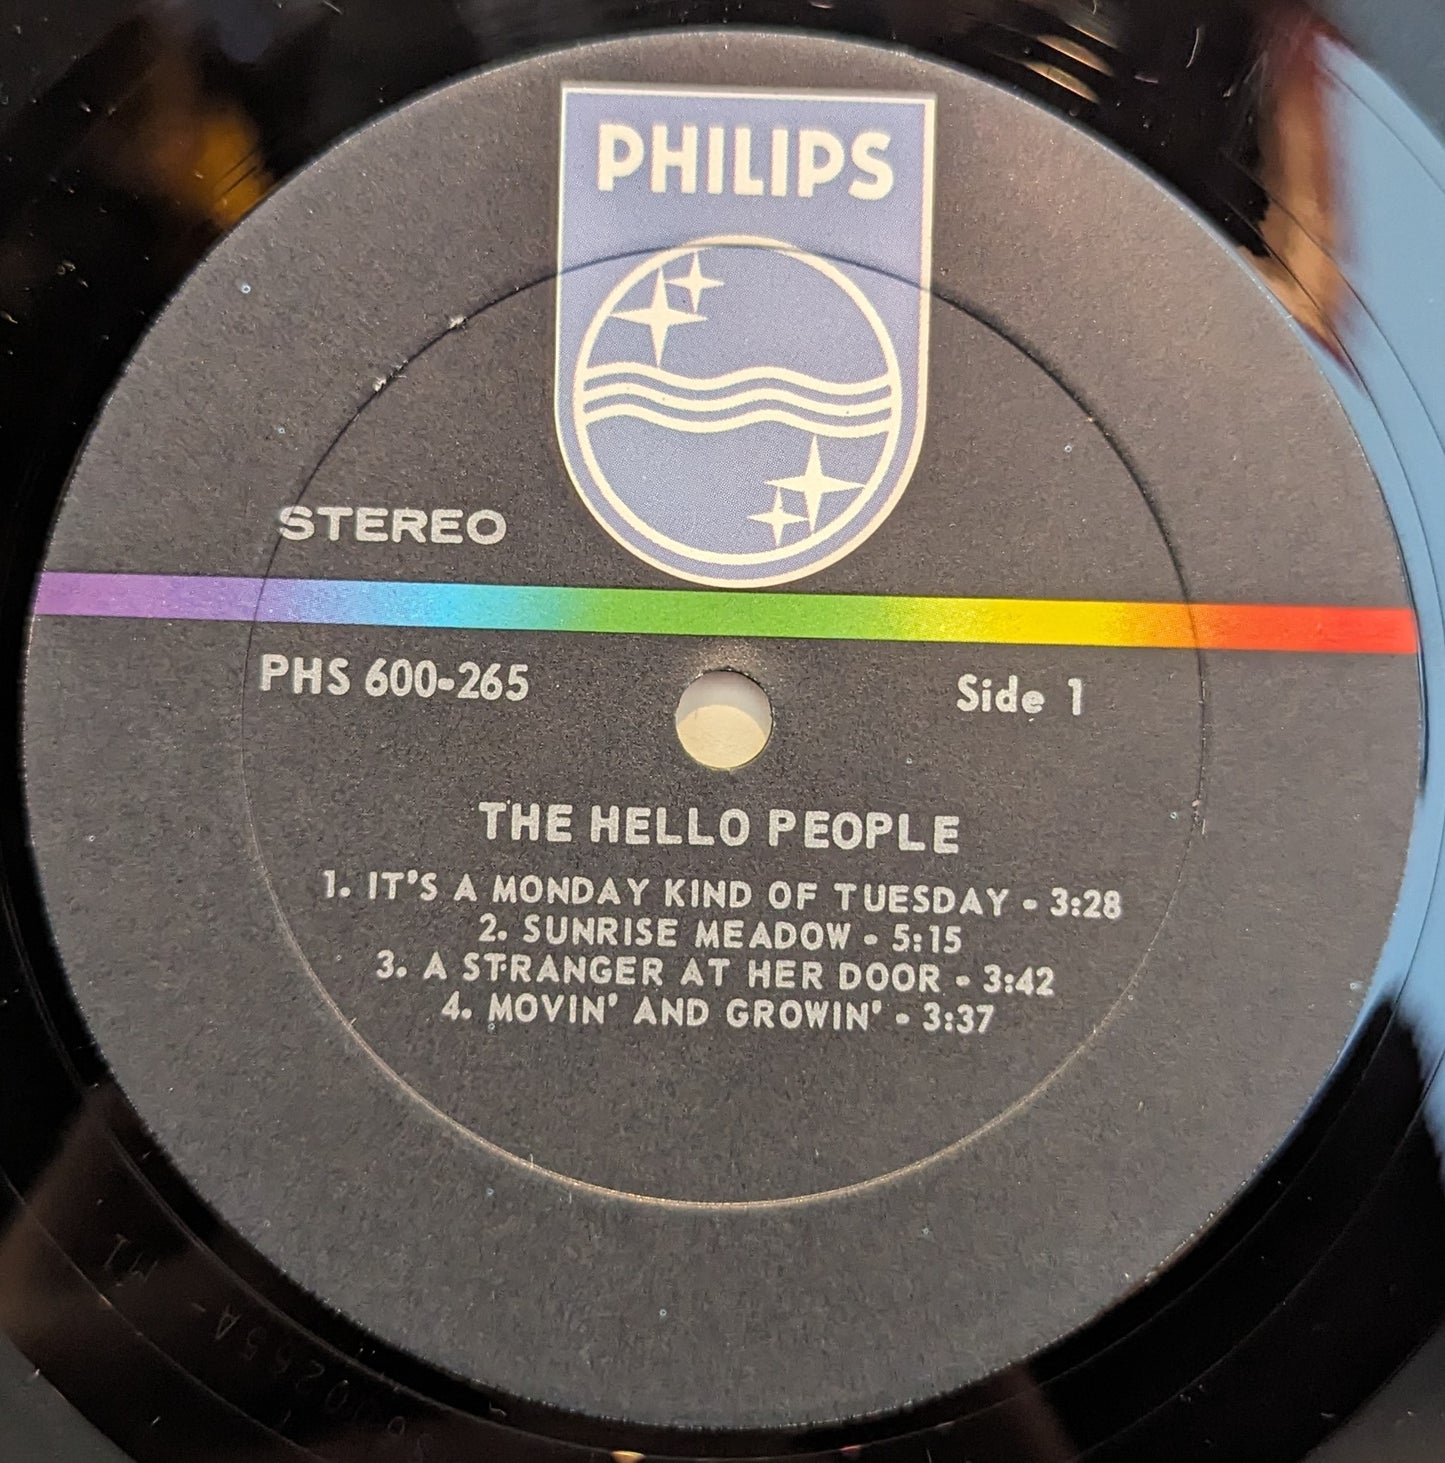 PHILIPS
STEREO
PHS 600-265
Side 1
THE HELLO PEOPLE
1. IT'S A MONDAY KIND OF TUESDAY - 3:28
2. SUNRISE MEADOW - 5:15
3. A STRANGER AT HER DOOR - 3:42
4. MOVIN' AND GROWIN' - 3:37